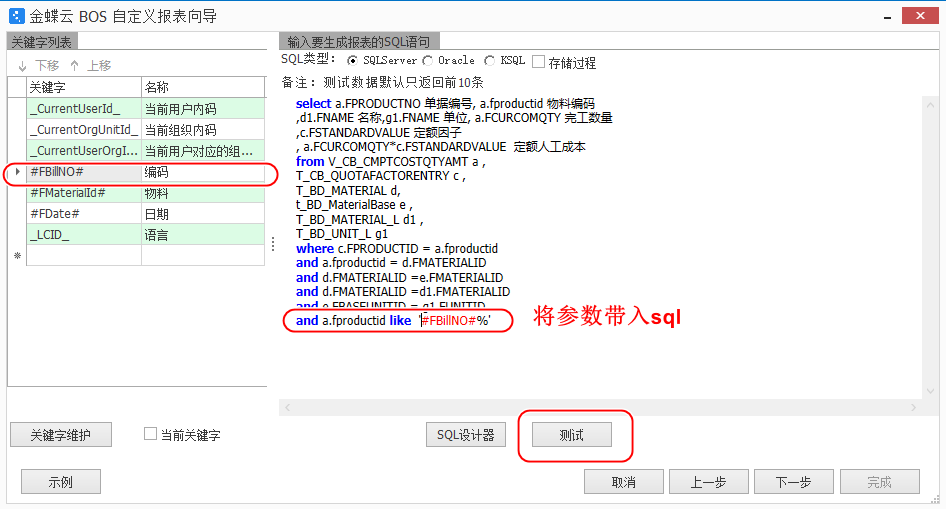 金蝶云 BOS 自定义报表向导
关键字列表
下移 上移
关键字 名称
_CurrentUserId_ 当前用户内码
_CurrentOrgUnitId_ 当前组织内码
_CurrentUserOrgI... 当前用户对应的组...
#FBillNO# 编码
#FMaterialId# 物料
#FDate# 日期
_LCID_ 语言
输入要生成报表的SQL语句
SQL类型: SQLServer Oracle KSQL 存储过程
备注: 测试数据默认只返回前10条
select a.FPRODUCTNO 单据编号, a.fproductid 物料编码
,d1.FNAME 名称,g1.FNAME 单位, a.FCURCOMQTY 完工数量
,c.FSTANDARDVALUE 定额因子
, a.FCURCOMQTY*c.FSTANDARDVALUE 定额人工成本
from V_CB_CMPTCOSTQTYAMT a ,
T_CB_QUOTAFACTORENTRY c ,
T_BD_MATERIAL d,
t_BD_MaterialBase e ,
T_BD_MATERIAL_L d1 ,
T_BD_UNIT_L g1
where c.FPRODUCTID = a.fproductid
and a.fproductid = d.FMATERIALID
and d.FMATERIALID =e.FMATERIALID
and d.FMATERIALID =d1.FMATERIALID
and e.FBASEUNITID = g1.FUNITID
and a.fproductid like '#FBillNO#%'
将参数带入sql
关键字维护 当前关键字 SQL设计器 测试
示例 取消 上一步 下一步 完成